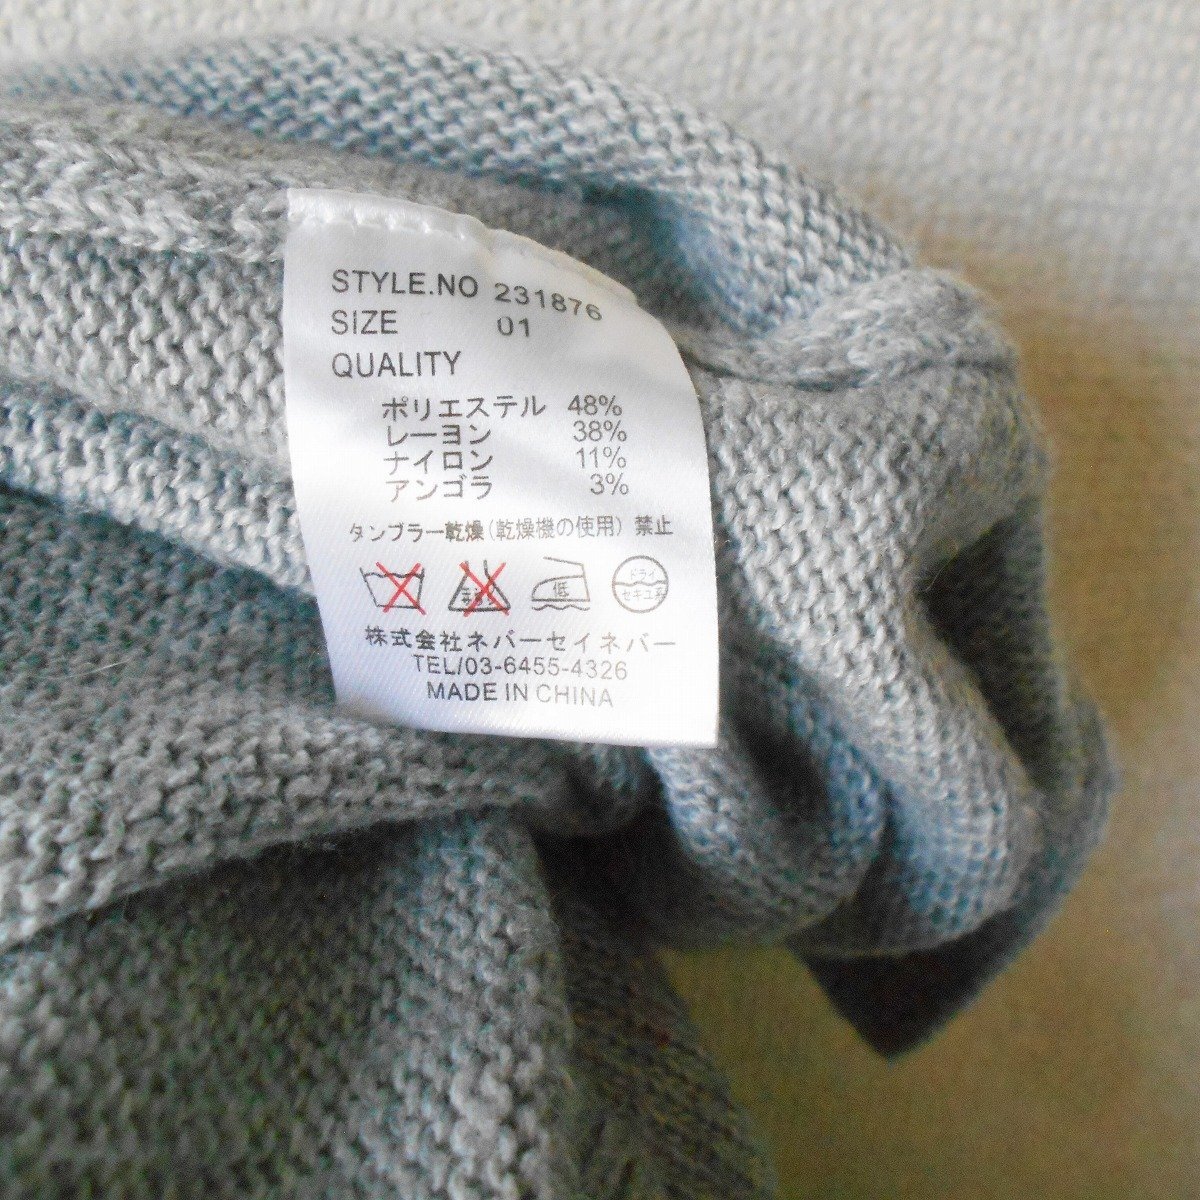 STYLE.NO 231876
SIZE 01
QUALITY
ポリエステル 48%
レーヨン 38%
ナイロン 11%
アンゴラ 3%
タンブラー乾燥(乾燥機の使用)禁止
低
ドライ
セキユ系
株式会社ネバーセイネバー
TEL/03-6455-4326
MADE IN CHINA